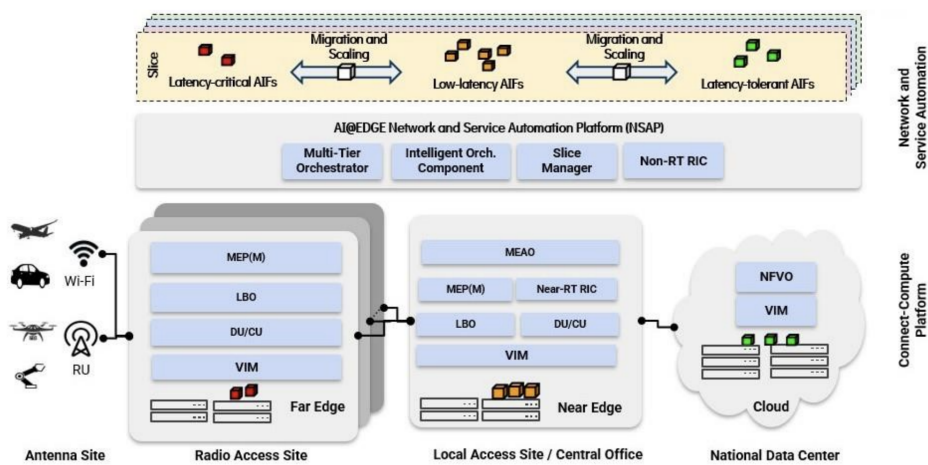 Slice
Migration and
Scaling
Migration and
Scaling
Latency-critical AIFs
Low-latency AIFs
Latency-tolerant AIFs
Network and
Service Automation
AI@EDGE Network and Service Automation Platform (NSAP)
Multi-Tier
Orchestrator
Intelligent Orch.
Component
Slice
Manager
Non-RT RIC
Wi-Fi
RU
MEP(M)
LBO
DU/CU
VIM
Far Edge
MEAO
MEP(M)
Near-RT RIC
LBO
DU/CU
VIM
Near Edge
NFVO
VIM
Cloud
Connect-Compute
Platform
Antenna Site
Radio Access Site
Local Access Site / Central Office
National Data Center